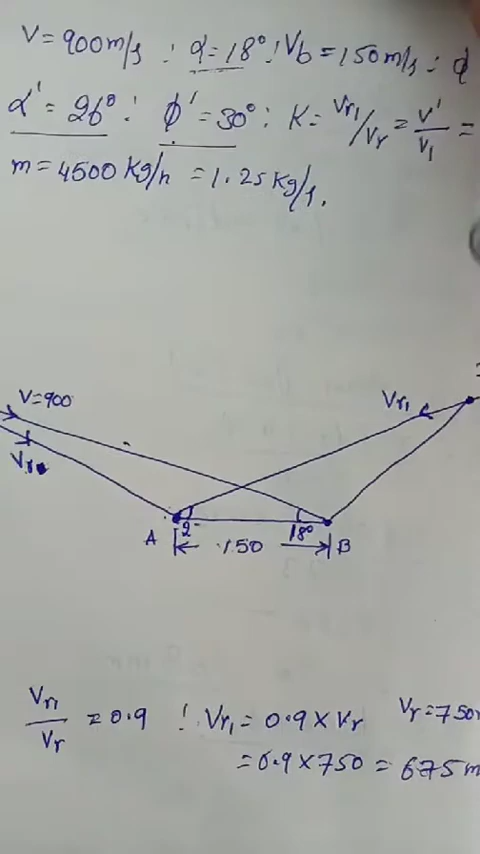 V = 900 m/s : α = 18° : Vb = 150 m/s : ϕ
α' = 26° : ϕ' = 30° : K = Vr1/Vr = V'/V1 =
m = 4500 kg/h = 1.25 kg/s.
V=900
Vr1
Vr
2
18°
A 150 B
Vr1/Vr = 0.9 : Vr1 = 0.9 × Vr Vr = 750
= 0.9 × 750 = 675 m